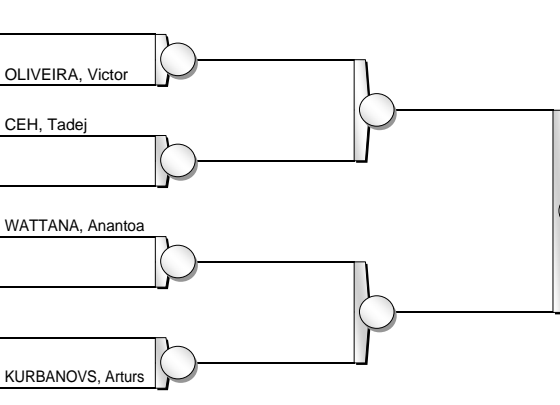 OLIVEIRA, Victor
CEH, Tadej
WATTANA, Anantoa
KURBANOVS, Arturs